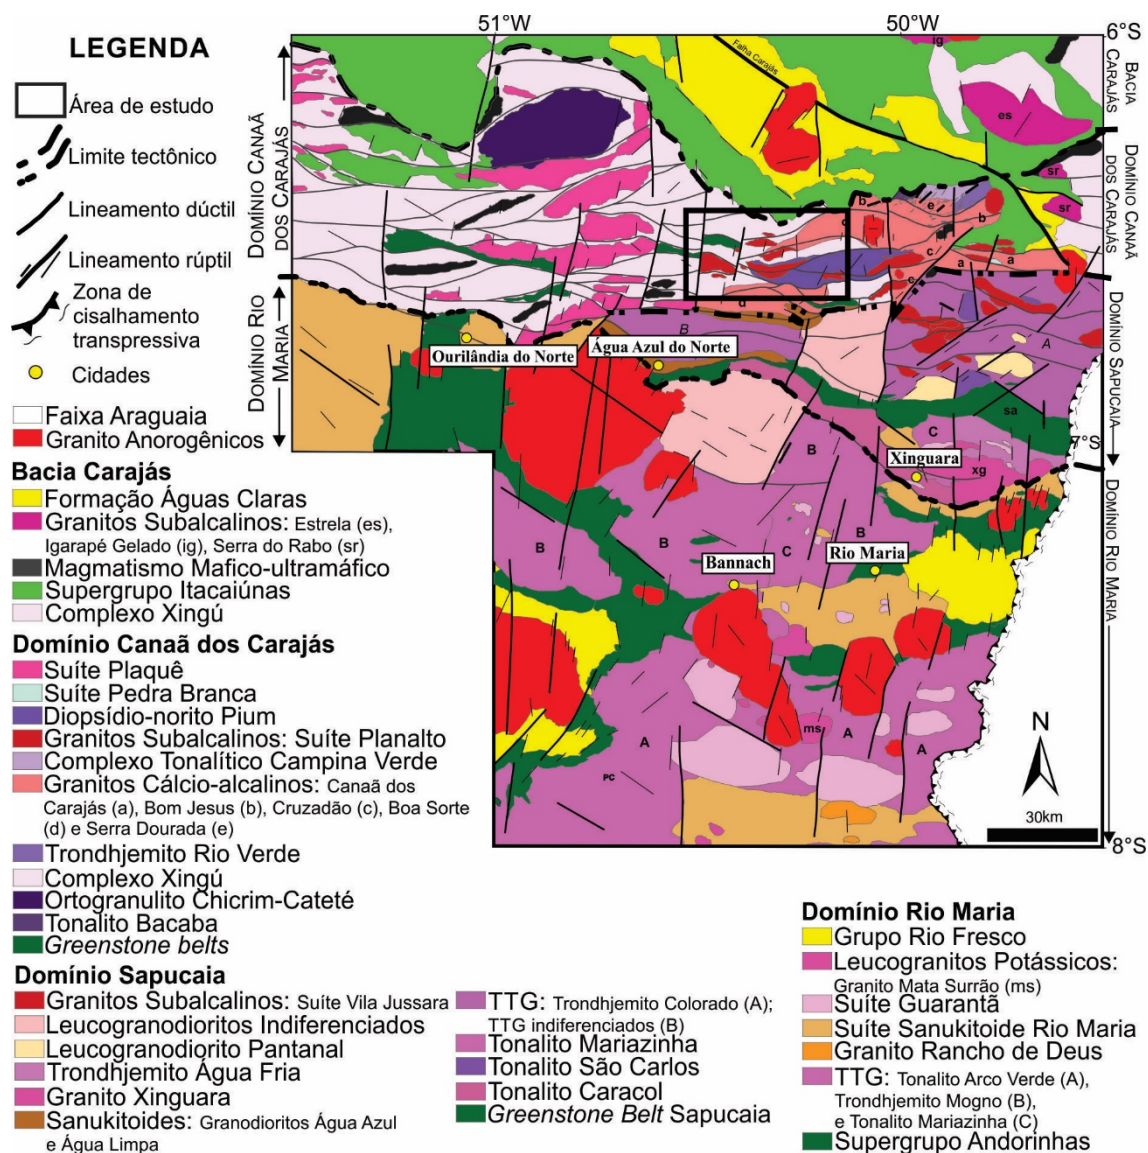 51°W
50°W
6°S
LEGENDA
Área de estudo
Limite tectônico
Lineamento dúctil
Lineamento rúptil
Zona de
cisalhamento
transpressiva
Cidades
Faixa Araguaia
Granito Anorogênicos
Bacia Carajás
Formação Águas Claras
Granitos Subalcalinos: Estrela (es),
Igarapé Gelado (ig), Serra do Rabo (sr)
Magmatismo Mafico-ultramáfico
Supergrupo Itacaiúnas
Complexo Xingú
Domínio Canaã dos Carajás
Suíte Plaquê
Suíte Pedra Branca
Diopsídio-norito Pium
Granitos Subalcalinos: Suíte Planalto
Complexo Tonalítico Campina Verde
Granitos Cálcio-alcalinos: Canaã dos
Carajás (a), Bom Jesus (b), Cruzadão (c), Boa Sorte
(d) e Serra Dourada (e)
Trondhjemito Rio Verde
Complexo Xingú
Ortogranulito Chicrim-Cateté
Tonalito Bacaba
Greenstone belts
Domínio Sapucaia
Granitos Subalcalinos: Suíte Vila Jussara
Leucogranodioritos Indiferenciados
Leucogranodiorito Pantanal
Trondhjemito Água Fria
Granito Xinguara
Sanukitoides: Granodioritos Água Azul
e Água Limpa
TTG: Trondhjemito Colorado (A);
TTG indiferenciados (B)
Tonalito Mariazinha
Tonalito São Carlos
Tonalito Caracol
Greenstone Belt Sapucaia
Domínio Rio Maria
Grupo Rio Fresco
Leucogranitos Potássicos:
Granito Mata Surrão (ms)
Suíte Guarantã
Suíte Sanukitoide Rio Maria
Granito Rancho de Deus
TTG: Tonalito Arco Verde (A),
Trondhjemito Mogno (B),
e Tonalito Mariazinha (C)
Supergrupo Andorinhas
DOMÍNIO CANAÃ
DOS CARAJÁS
DOMÍNIO RIO
MARIA
BACIA
CARAJÁS
DOMÍNIO CANAÃ
DOS CARAJÁS
DOMÍNIO SAPUCAIA
DOMÍNIO RIO MARIA
Falha Carajás
ig
es
sr
sr
b
e
b
c
c
c
a
a
d
B
A
Ourilândia do Norte
Água Azul do Norte
sa
7°S
C
B
xg
Xinguara
B
B
B
C
Rio Maria
Bannach
ms
A
A
A
PC
N
30km
8°S